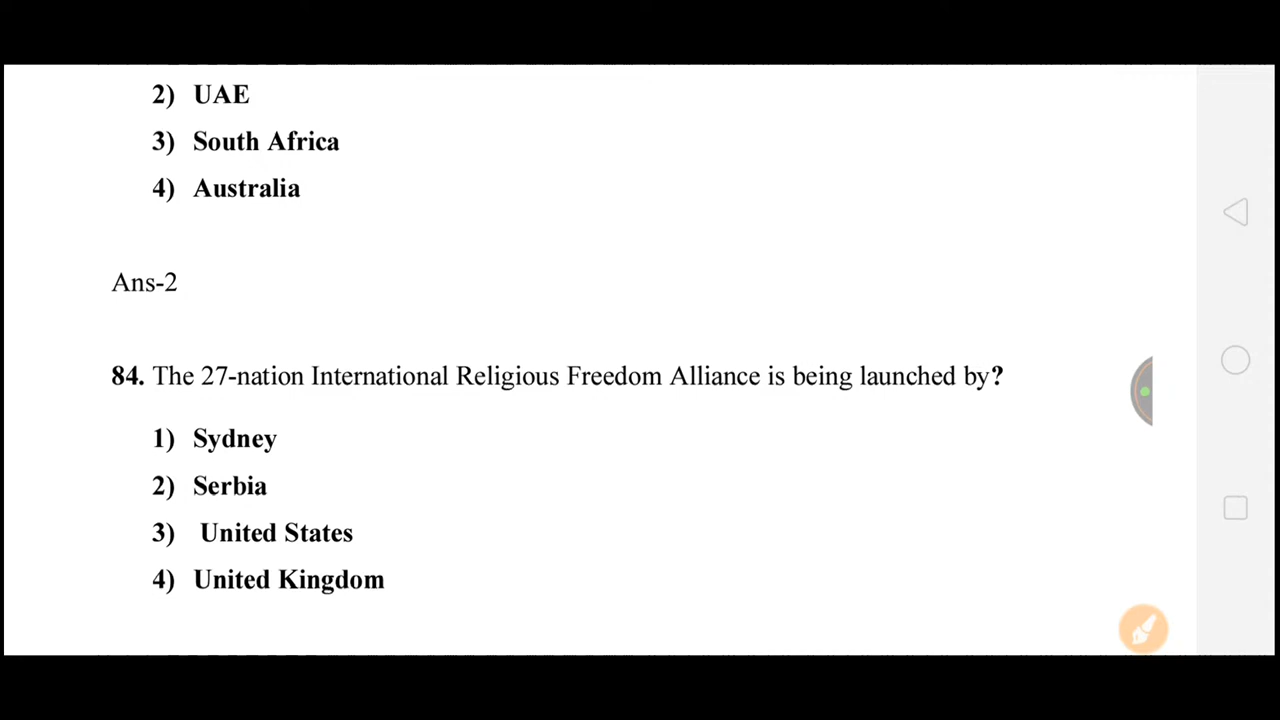 2) UAE
3) South Africa
4) Australia
Ans-2
84. The 27-nation International Religious Freedom Alliance is being launched by?
1) Sydney
2) Serbia
3) United States
4) United Kingdom